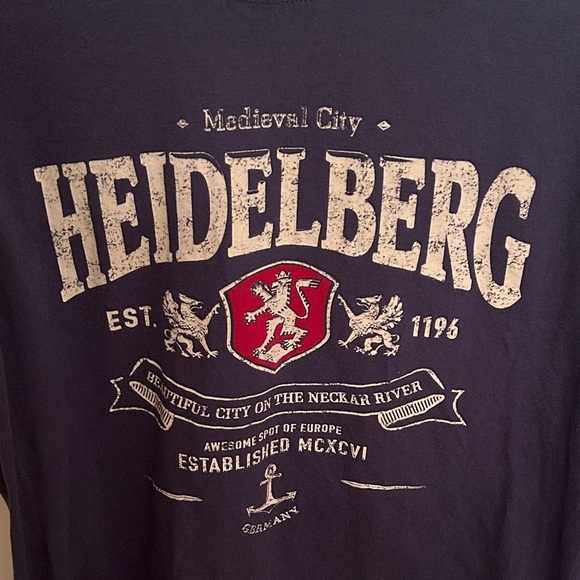 Medieval City
HEIDELBERG
EST. 1196
BEAUTIFUL CITY ON THE NECKAR RIVER
AWESOME SPOT OF EUROPE
ESTABLISHED MCXCVI
GERMANY